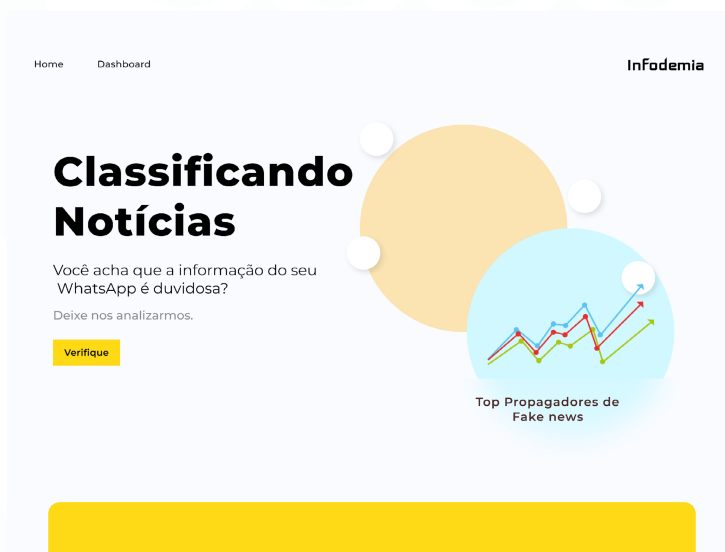 Home
Dashboard
Infodemia
Classificando
Notícias
Você acha que a informação do seu
WhatsApp é duvidosa?
Deixe nos analizarmos.
Verifique
Top Propagadores de
Fake news